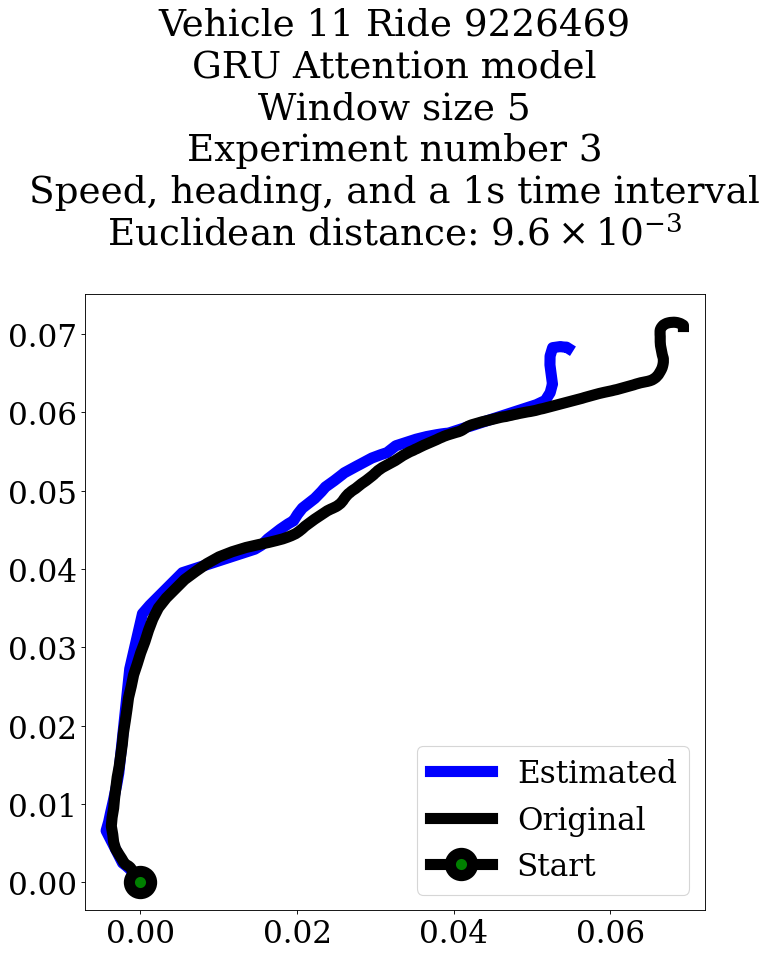 Vehicle 11 Ride 9226469
GRU Attention model
Window size 5
Experiment number 3
Speed, heading, and a 1s time interval
Euclidean distance: 9.6 × 10⁻³
0.07
0.06
0.05
0.04
0.03
0.02
0.01
0.00
Estimated
Original
Start
0.00 0.02 0.04 0.06